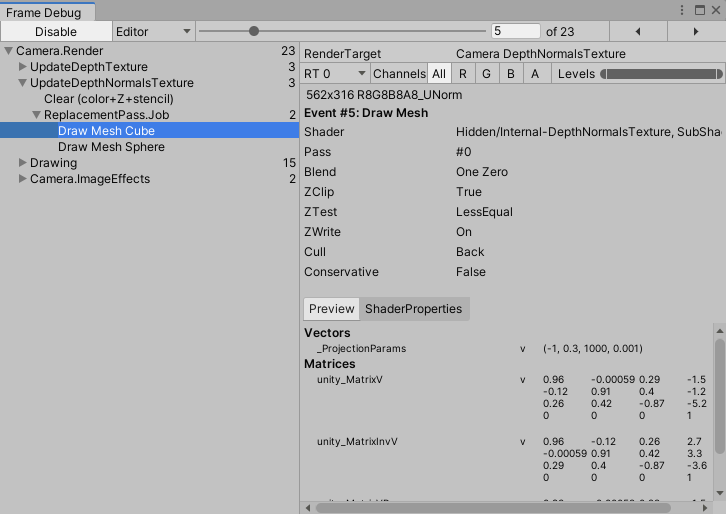 Frame Debug
Disable Editor 5 of 23
Camera.Render 23
UpdateDepthTexture 3
UpdateDepthNormalsTexture 3
Clear (color+Z+stencil)
ReplacementPass.Job 2
Draw Mesh Cube
Draw Mesh Sphere
Drawing 15
Camera.ImageEffects 2
RenderTarget Camera DepthNormalsTexture
RT 0 Channels All R G B A Levels
562x316 R8G8B8A8_UNorm
Event #5: Draw Mesh
Shader Hidden/Internal-DepthNormalsTexture, SubSha
Pass #0
Blend One Zero
ZClip True
ZTest LessEqual
ZWrite On
Cull Back
Conservative False
Preview ShaderProperties
Vectors
_ProjectionParams v (-1, 0.3, 1000, 0.001)
Matrices
unity_MatrixV v 0.96 -0.00059 0.29 -1.5
-0.12 0.91 0.4 -1.2
0.26 0.42 -0.87 -5.2
0 0 0 1
unity_MatrixInvV v 0.96 -0.12 0.26 2.7
-0.00059 0.91 0.42 3.3
0.29 0.4 -0.87 -3.6
0 0 0 1